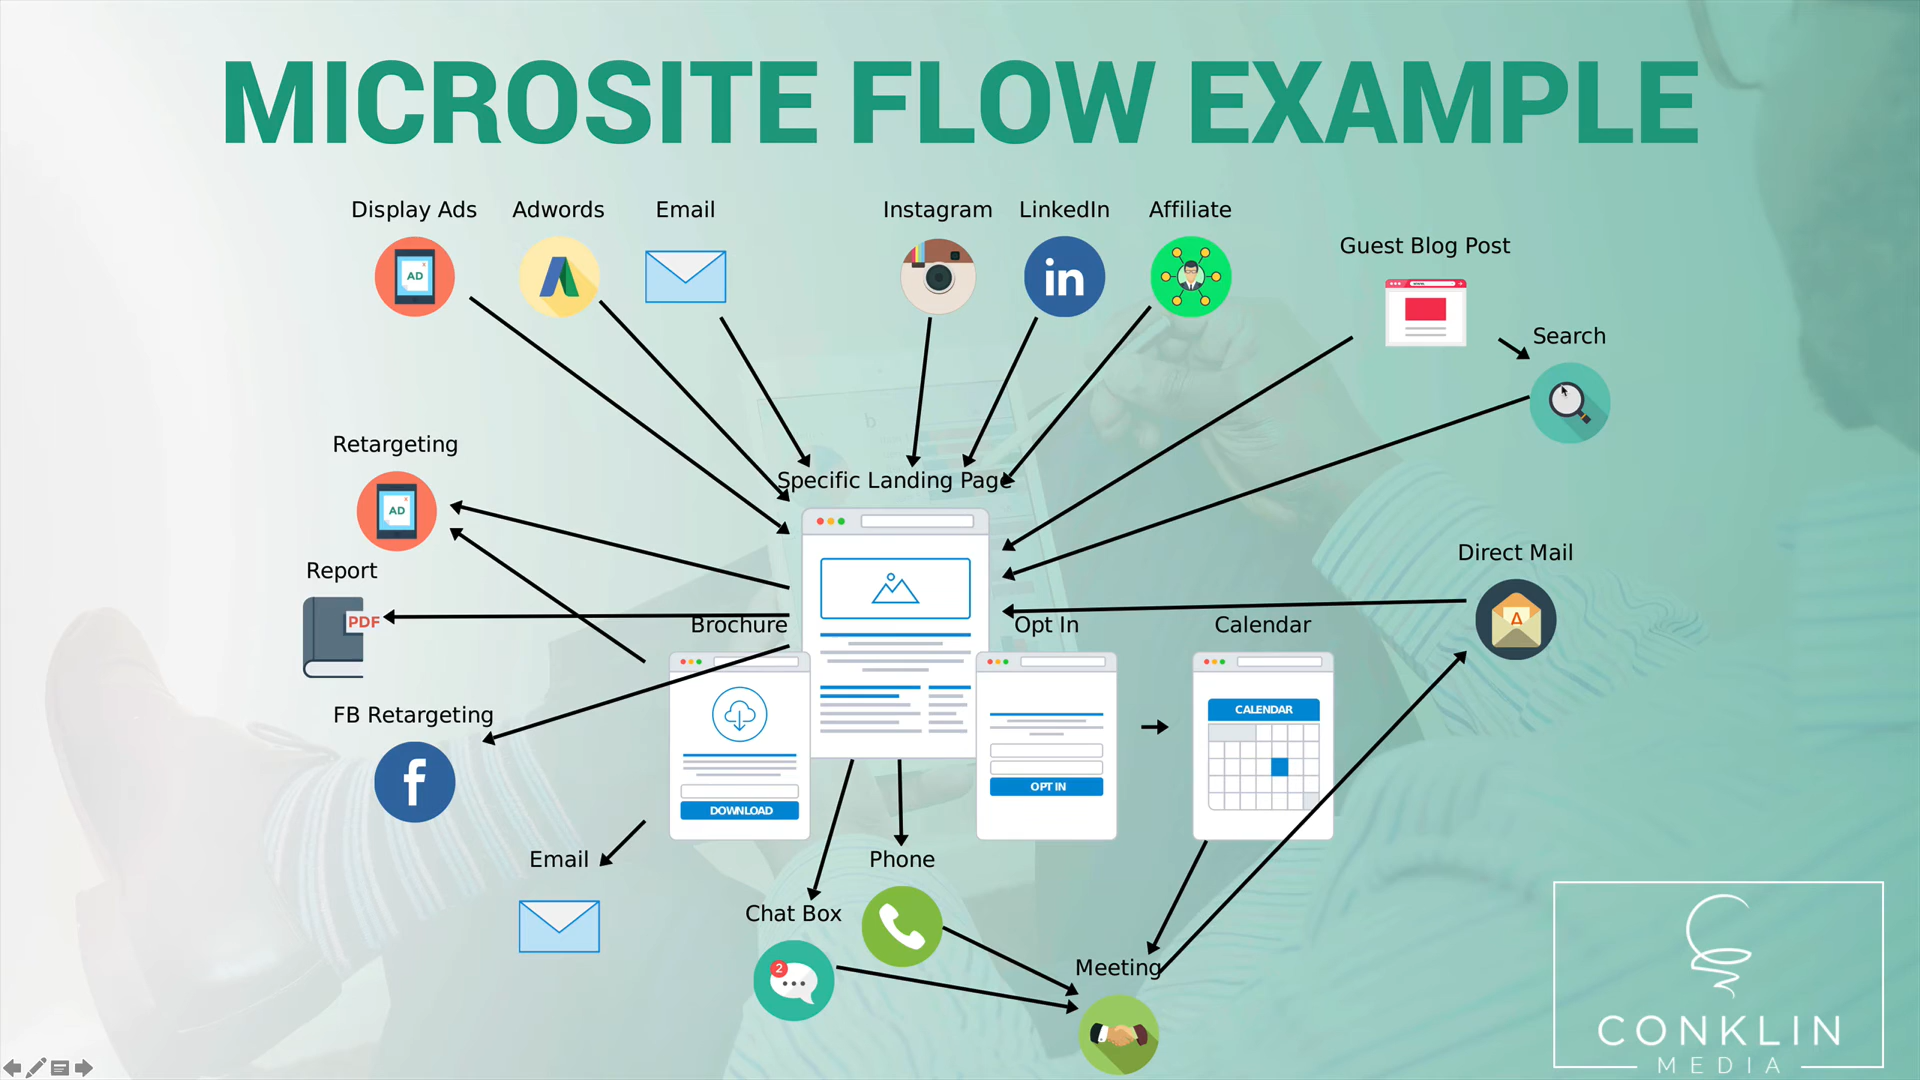 MICROSITE FLOW EXAMPLE
Display Ads
Adwords
Email
Instagram
LinkedIn
Affiliate
Guest Blog Post
Search
AD
in
www.
Retargeting
AD
Specific Landing Page
Direct Mail
Report
PDF
Brochure
Opt In
Calendar
FB Retargeting
f
CALENDAR
DOWNLOAD
OPT IN
Email
Phone
Chat Box
2
Meeting
CONKLIN
MEDIA